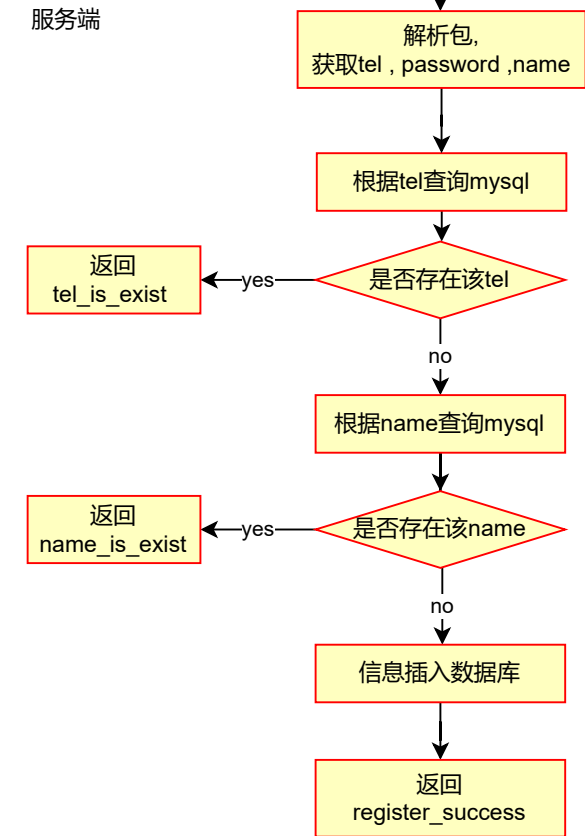 服务端
解析包,
获取tel , password ,name
根据tel查询mysql
是否存在该tel
yes
返回
tel_is_exist
no
根据name查询mysql
是否存在该name
yes
返回
name_is_exist
no
信息插入数据库
返回
register_success